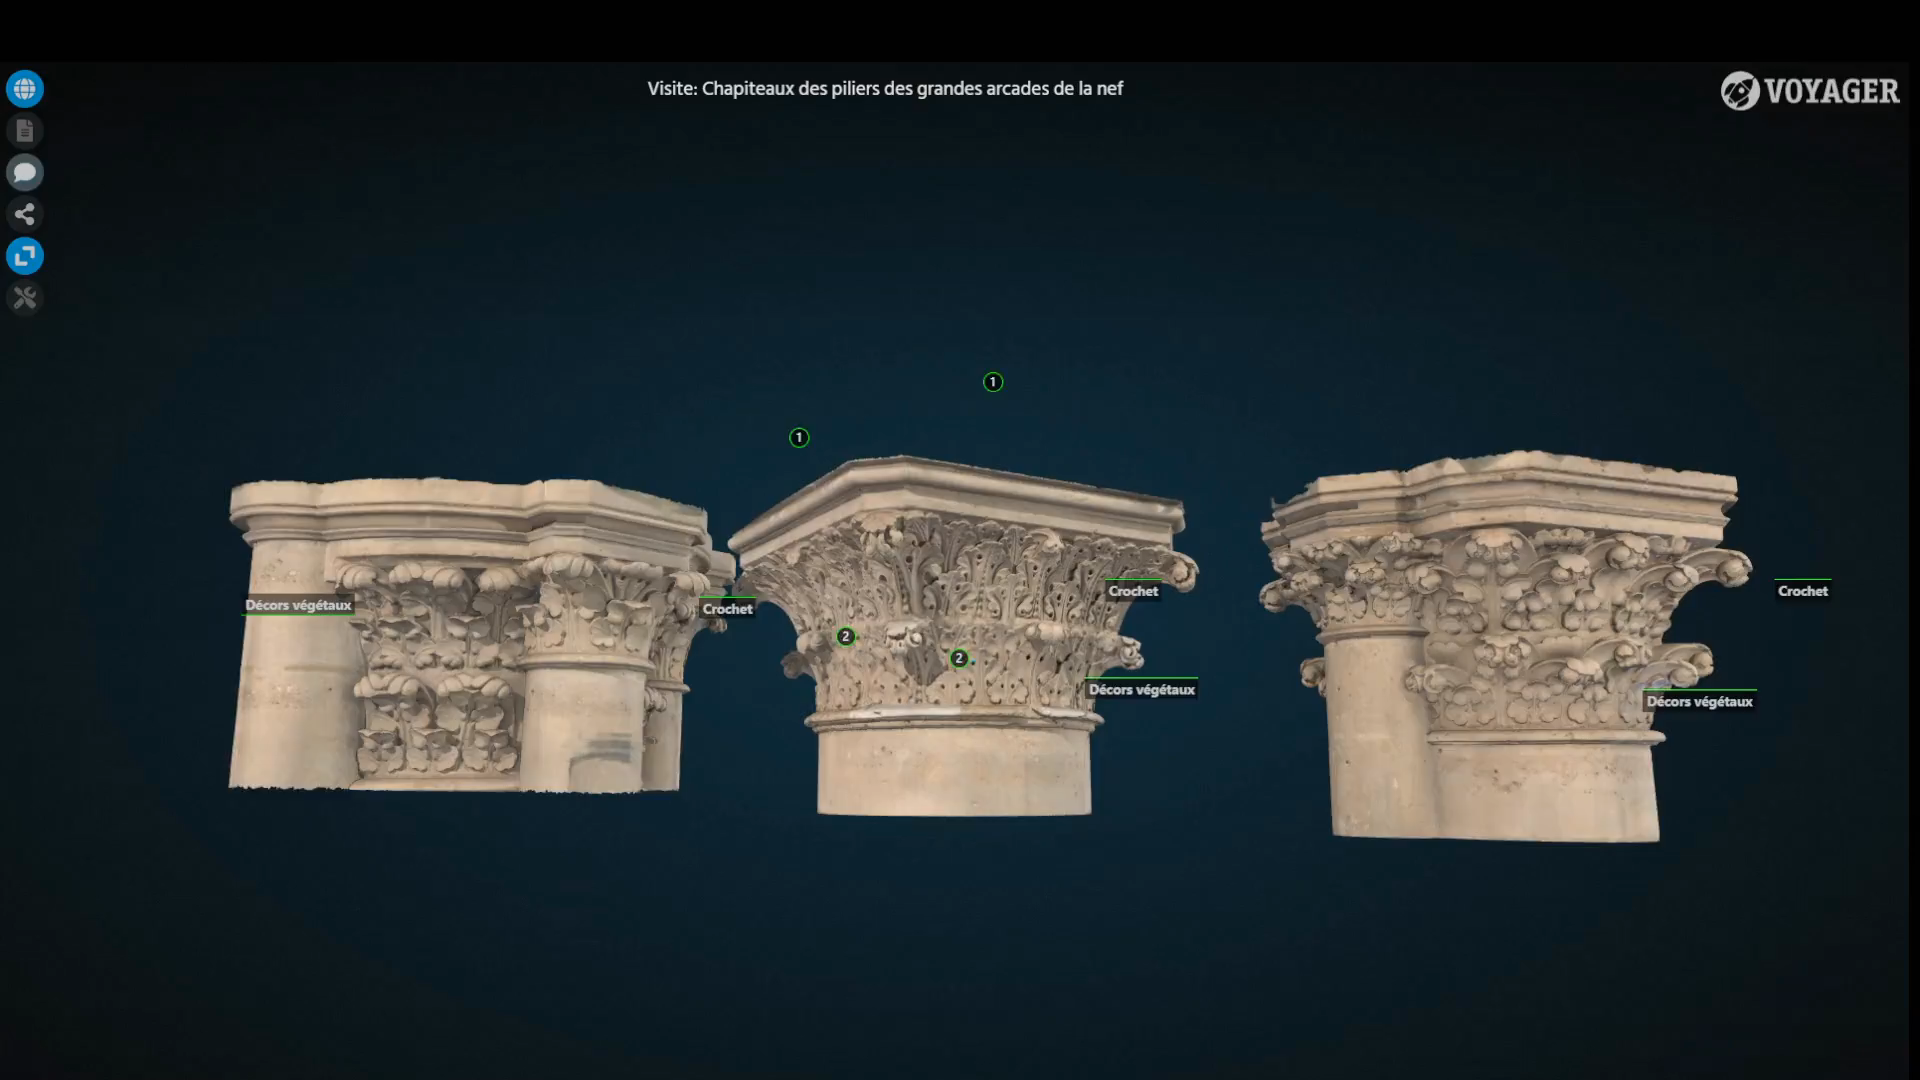 Visite: Chapiteaux des piliers des grandes arcades de la nef
VOYAGER
1
1
Décors végétaux
Crochet
Crochet
Crochet
2
2
Décors végétaux
Décors végétaux